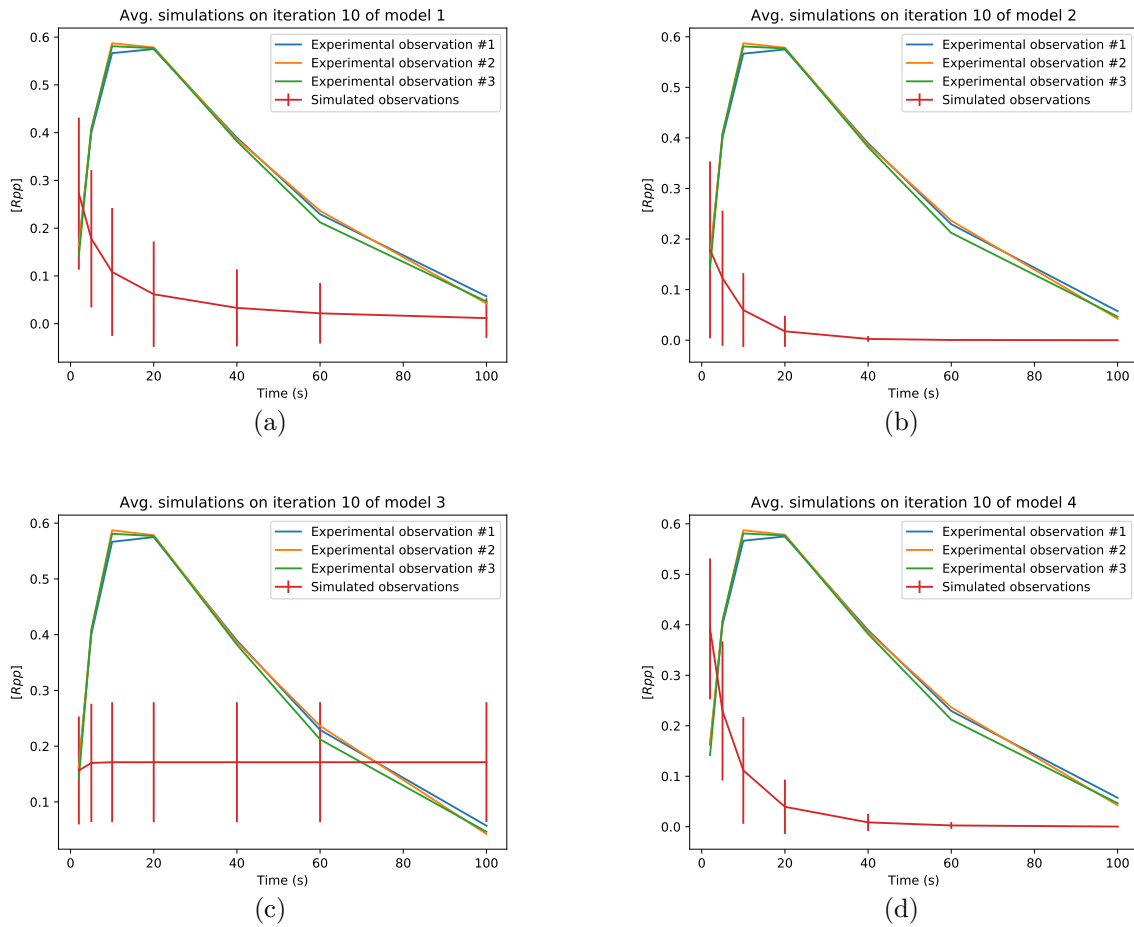 Avg. simulations on iteration 10 of model 1
Experimental observation #1
Experimental observation #2
Experimental observation #3
Simulated observations
[Rpp]
0.6
0.5
0.4
0.3
0.2
0.1
0.0
0 20 40 60 80 100
Time (s)
(a)
Avg. simulations on iteration 10 of model 2
Experimental observation #1
Experimental observation #2
Experimental observation #3
Simulated observations
[Rpp]
0.6
0.5
0.4
0.3
0.2
0.1
0.0
0 20 40 60 80 100
Time (s)
(b)
Avg. simulations on iteration 10 of model 3
Experimental observation #1
Experimental observation #2
Experimental observation #3
Simulated observations
[Rpp]
0.6
0.5
0.4
0.3
0.2
0.1
0 20 40 60 80 100
Time (s)
(c)
Avg. simulations on iteration 10 of model 4
Experimental observation #1
Experimental observation #2
Experimental observation #3
Simulated observations
[Rpp]
0.6
0.5
0.4
0.3
0.2
0.1
0.0
0 20 40 60 80 100
Time (s)
(d)